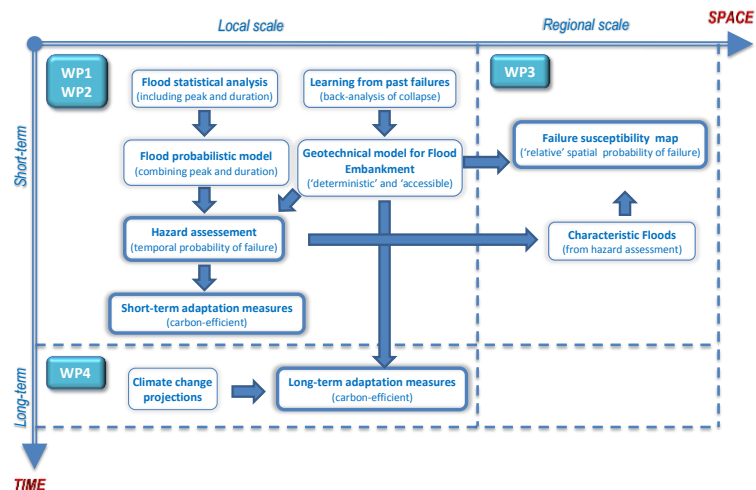 SPACE
Local scale
Regional scale
WP1
WP2
Flood statistical analysis
(including peak and duration)
Learning from past failures
(back-analysis of collapse)
WP3
Short-term
Flood probabilistic model
(combining peak and duration)
Geotechnical model for Flood
Embankment
('deterministic' and 'accessible)
Failure susceptibility map
('relative' spatial probability of failure)
Hazard assessement
(temporal probability of failure)
Characteristic Floods
(from hazard assessment)
Short-term adaptation measures
(carbon-efficient)
Long-term
WP4
Climate change
projections
Long-term adaptation measures
(carbon-efficient)
TIME